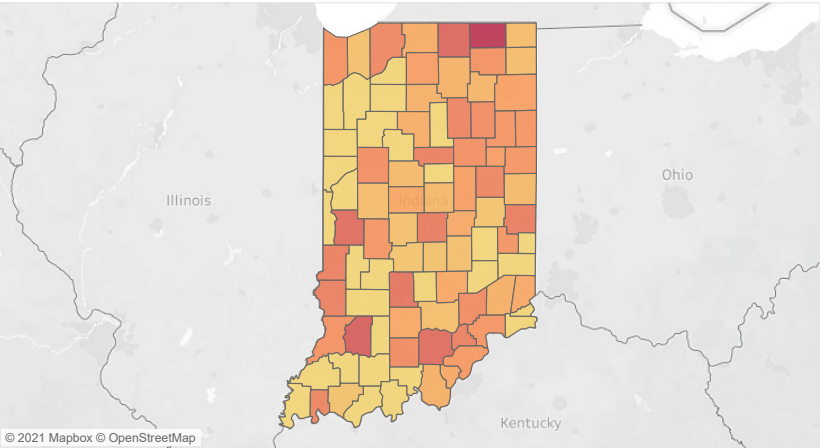 Ohio
Illinois
Indiana
Kentucky
© 2021 Mapbox © OpenStreetMap